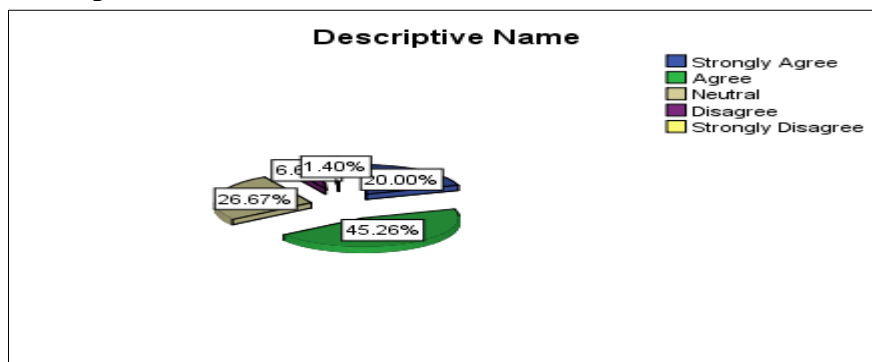 Descriptive Name
Strongly Agree
Agree
Neutral
Disagree
Strongly Disagree
1.40%
20.00%
26.67%
45.26%